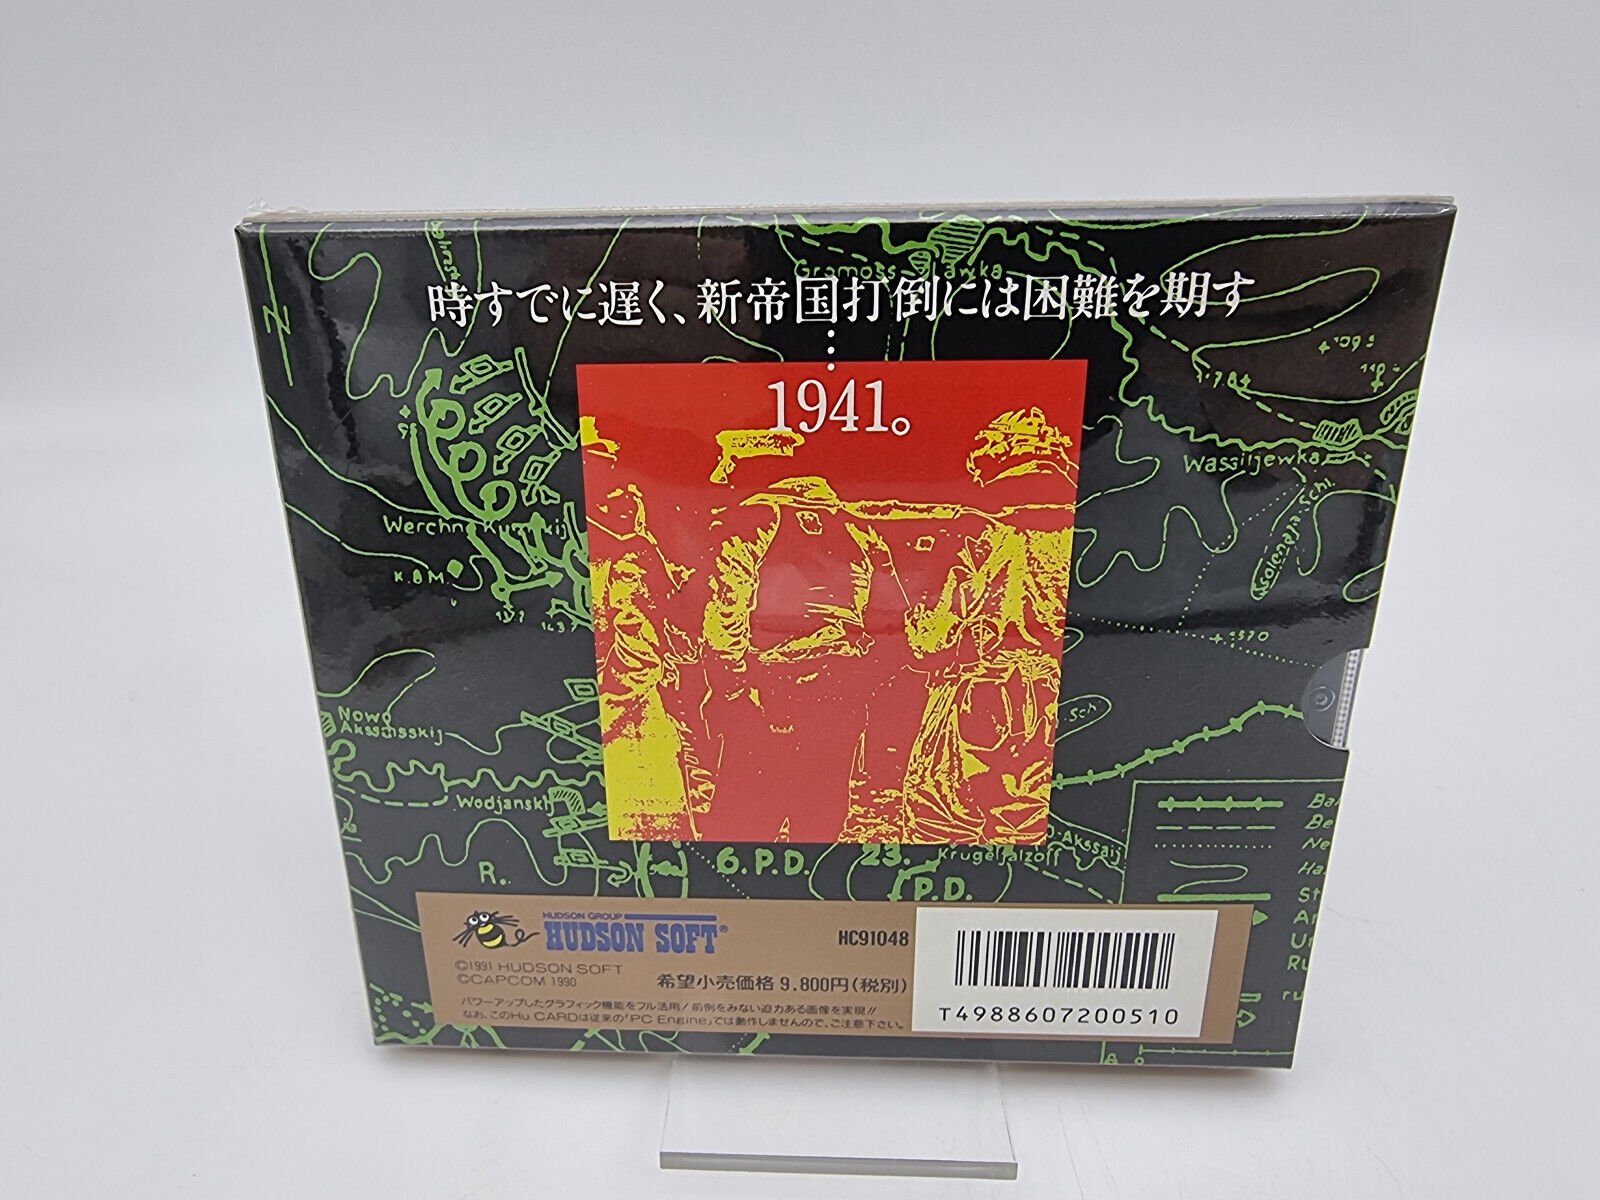 時すでに遅く、新帝国打倒には困難を期す
…
1941。
Wassiljewka
K.8M.
Nowo
Wodjansk
R.
6.P.D.
23.
P.D.
Krugeljalzoff
Schl.
HUDSON GROUP
HUDSON SOFT®
HC91048
©1991 HUDSON SOFT
©CAPCOM 1990
希望小売価格 9,800円(税別)
パワーアップしたグラフィック機能をフル活用!前例をみない迫力ある画像を実現!!
なお、このHu CARDは従来の「PC Engine」では動作しませんので、ご注意下さい。
T4988607200510